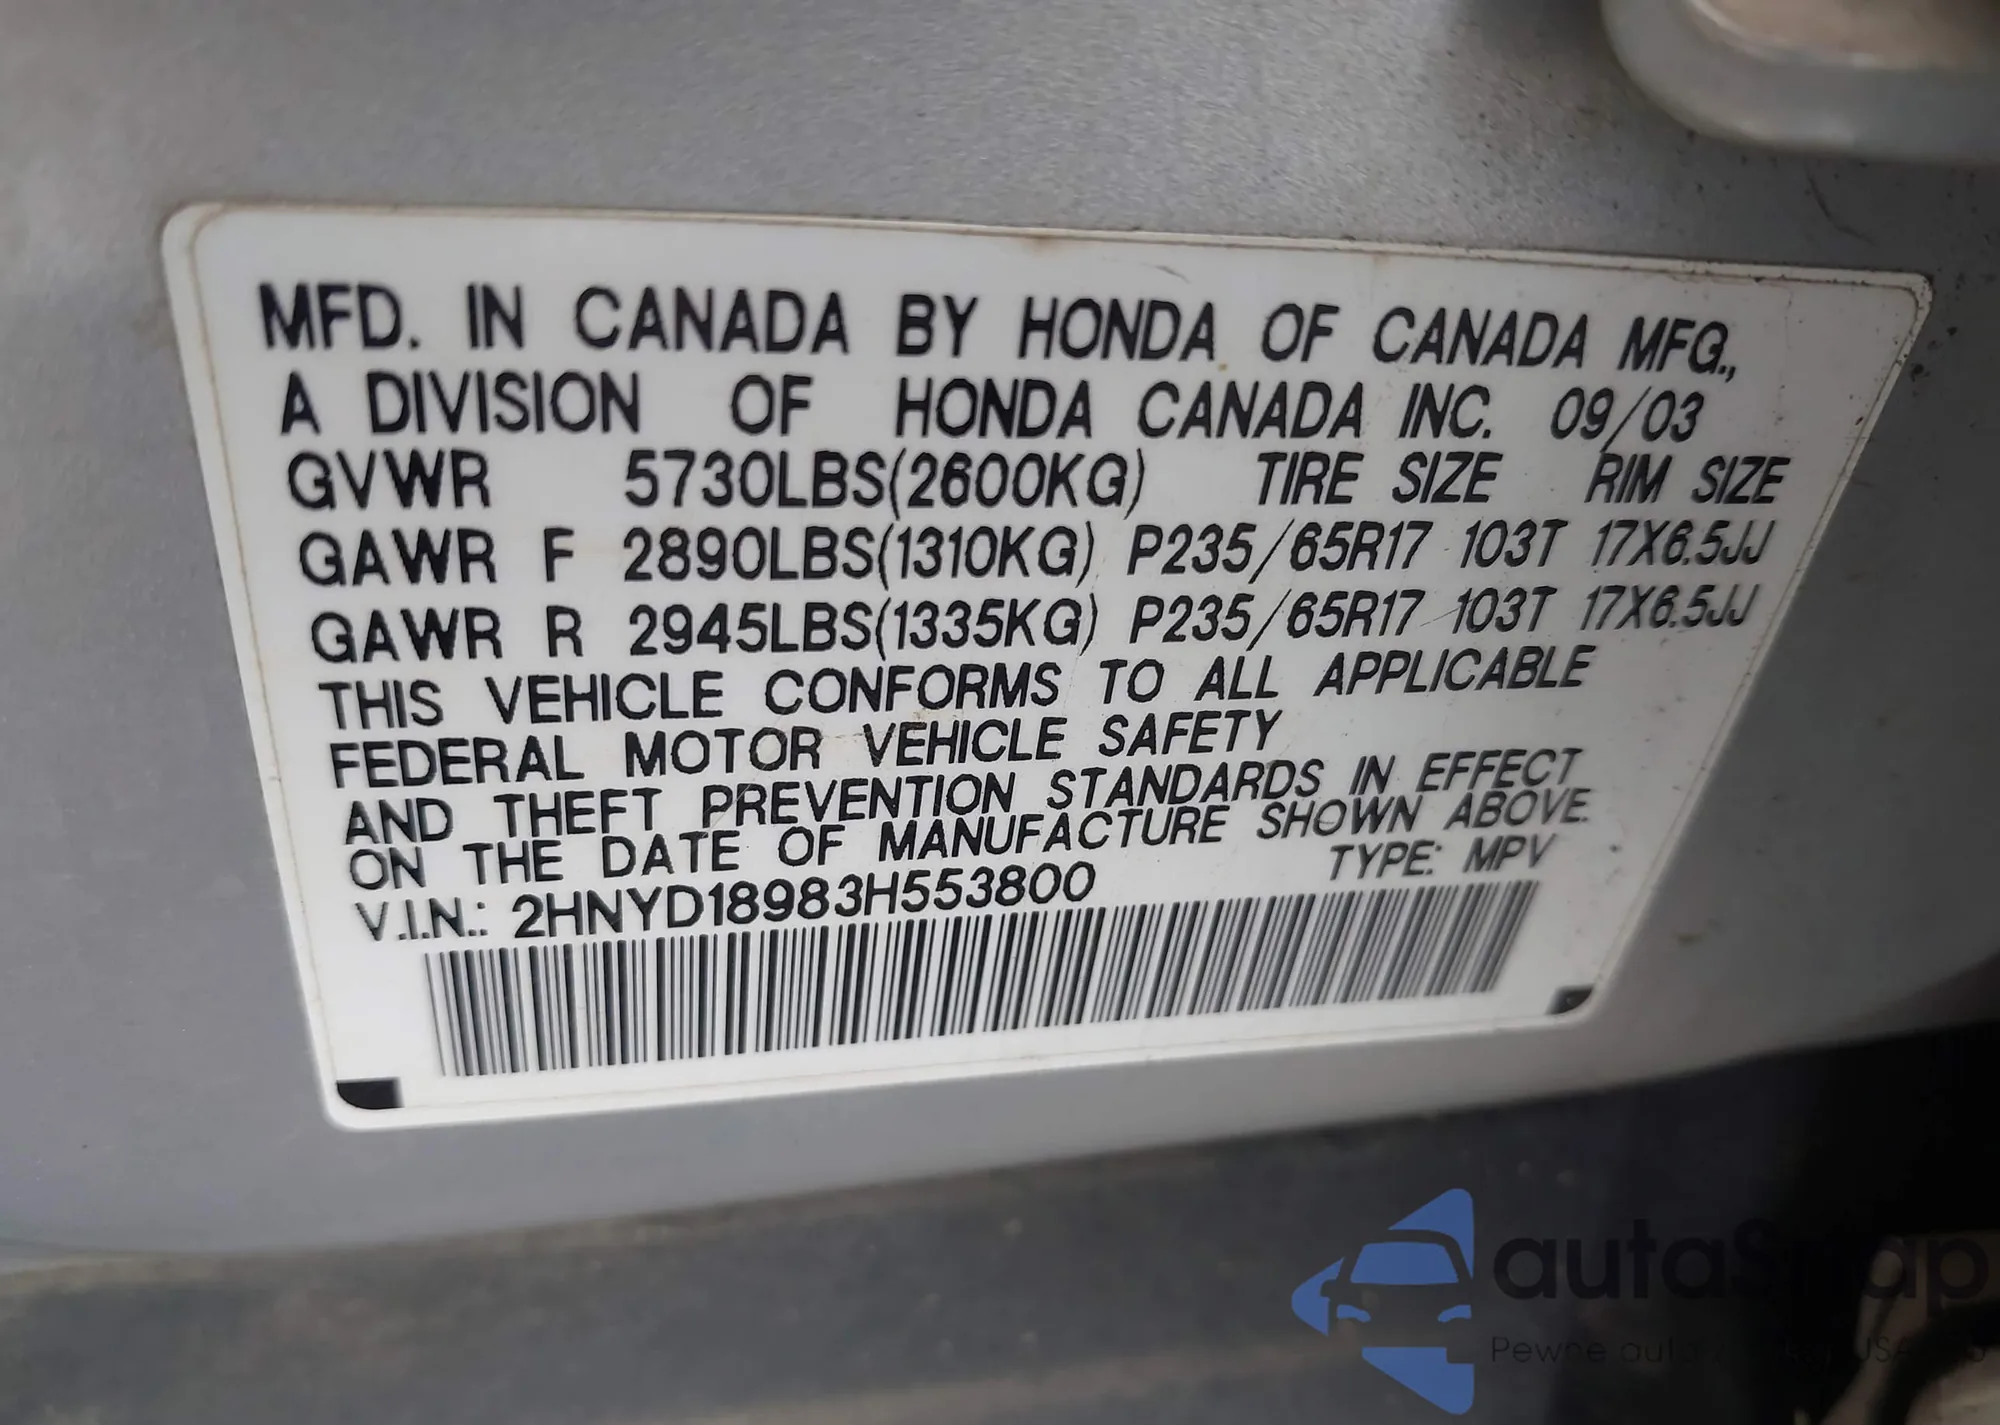 MFD. IN CANADA BY HONDA OF CANADA MFG.,
A DIVISION OF HONDA CANADA INC. 09/03
GVWR 5730LBS(2600KG) TIRE SIZE RIM SIZE
GAWR F 2890LBS(1310KG) P235/65R17 103T 17X6.5JJ
GAWR R 2945LBS(1335KG) P235/65R17 103T 17X6.5JJ
THIS VEHICLE CONFORMS TO ALL APPLICABLE
FEDERAL MOTOR VEHICLE SAFETY
AND THEFT PREVENTION STANDARDS IN EFFECT
ON THE DATE OF MANUFACTURE SHOWN ABOVE.
V.I.N.: 2HNYD18983H553800 TYPE: MPV
autaSnap
Pewne auto z